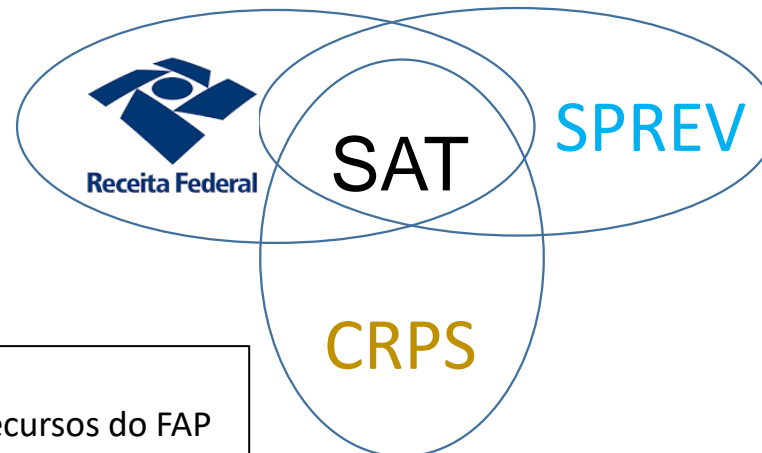 SPREV
SAT
Receita Federal
CRPS
ecursos do FAP